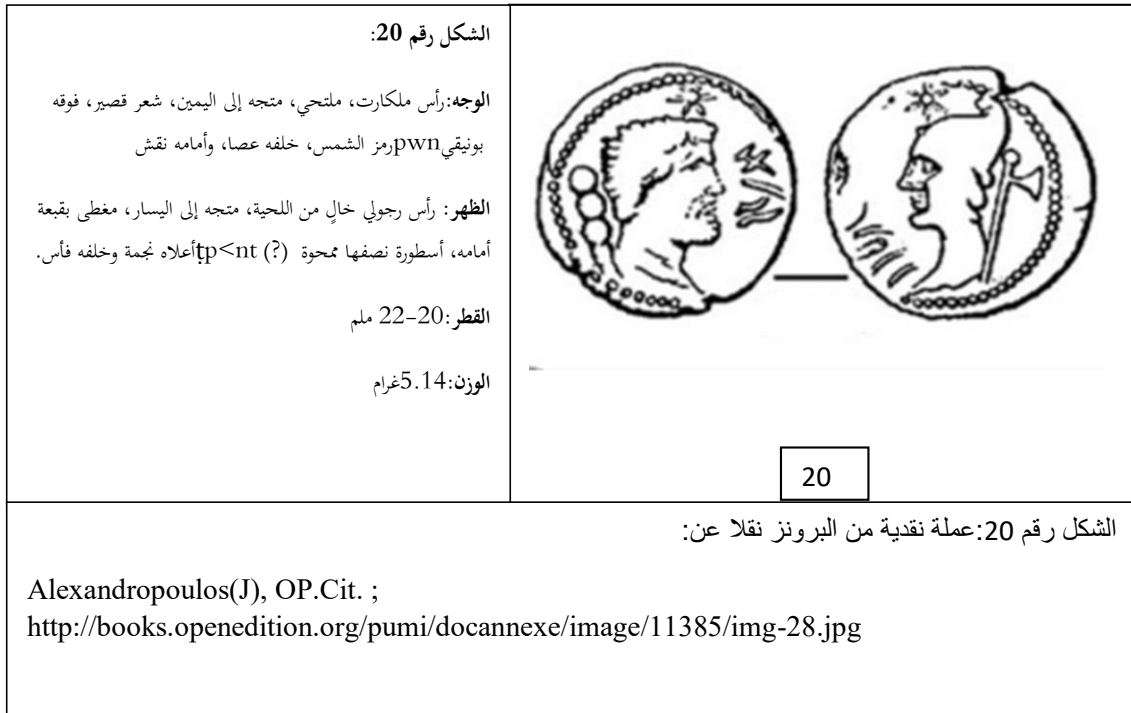 الشكل رقم 20:
الوجه:رأس ملكارت، ملتحي، متجه إلى اليمين، شعر قصير، فوقه
بونيقيpwnرمز الشمس، خلفه عصا، وأمامه نقش
الظهر: رأس رجولي خالٍ من اللحية، متجه إلى اليسار، مغطى بقبعة
أمامه، أسطورة نصفها ممحوة (?) tp<ntأعلاه نجمة وخلفه فأس.
القطر:20-22 ملم
الوزن:5.14غرام
20
الشكل رقم 20:عملة نقدية من البرونز نقلا عن:
Alexandropoulos(J), OP.Cit. ;
http://books.openedition.org/pumi/docannexe/image/11385/img-28.jpg